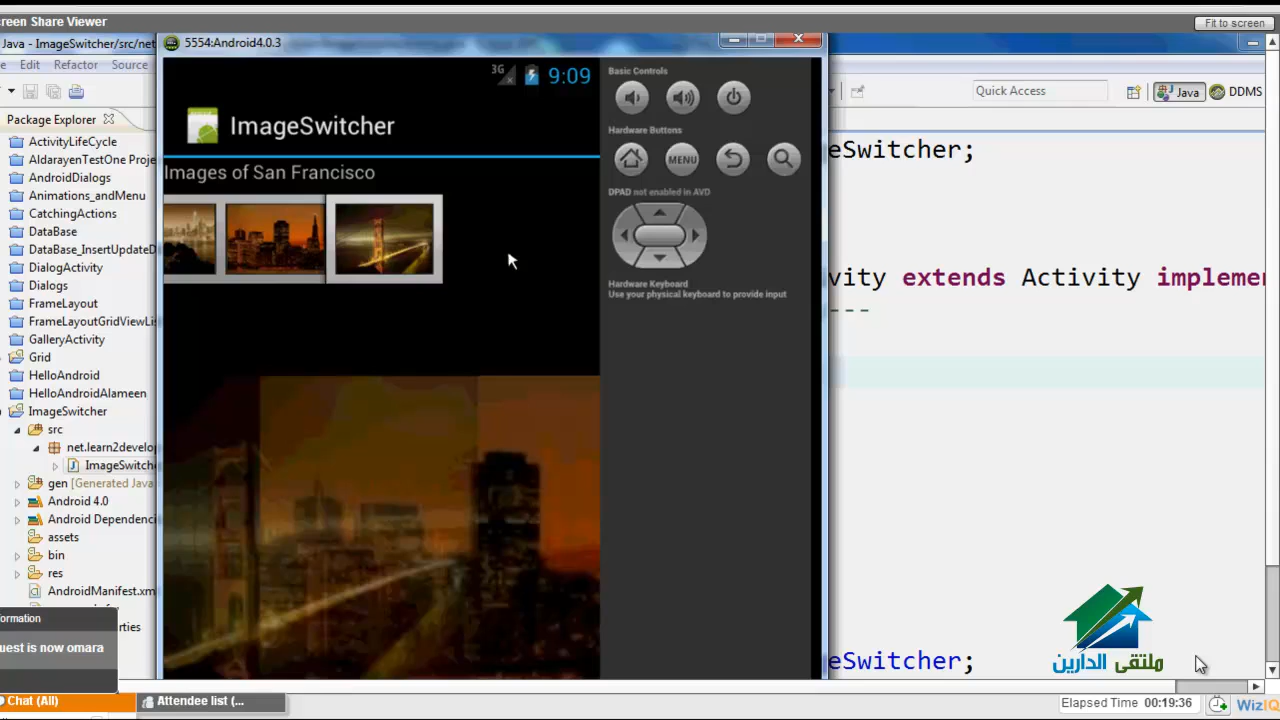 creen Share Viewer
Fit to screen
Java - ImageSwitcher/src/net
5554:Android4.0.3
Edit Refactor Source
Quick Access
Java
DDMS
Package Explorer
ActivityLifeCycle
AldarayenTestOne Proje
AndroidDialogs
Animations_andMenu
CatchingActions
DataBase
DataBase_InsertUpdateD
DialogActivity
Dialogs
FrameLayout
FrameLayoutGridViewLis
GalleryActivity
Grid
HelloAndroid
HelloAndroidAlameen
ImageSwitcher
src
net.learn2develop
ImageSwitche
gen [Generated Java
Android 4.0
Android Dependenci
assets
bin
res
AndroidManifest.xm
rties
3G
9:09
ImageSwitcher
Images of San Francisco
Basic Controls
Hardware Buttons
MENU
DPAD not enabled in AVD
Hardware Keyboard
Use your physical keyboard to provide input
eSwitcher;
vity extends Activity implemen
---
eSwitcher;
ملتقى الدارين
formation
uest is now omara
Chat (All)
Attendee list (...
Elapsed Time 00:19:36
WizIQ